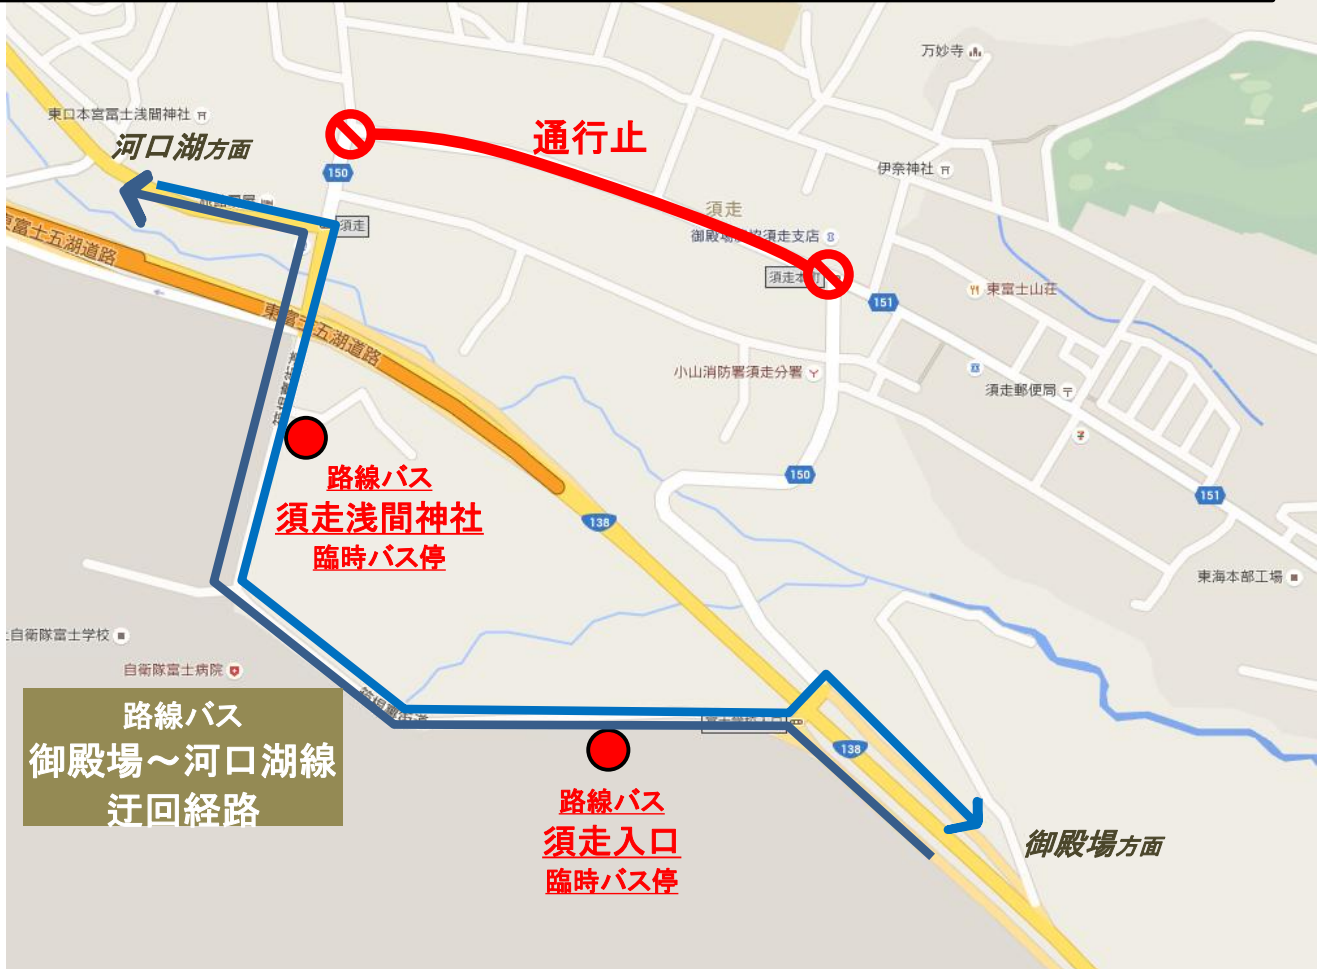 万妙寺
東口本宮冨士浅間神社
河口湖方面
通行止
150
伊奈神社
須走
須走
東富士五湖道路
須走支店
東富士山荘
151
東富士五湖道路
小山消防署須走分署
須走郵便局
路線バス
須走浅間神社
臨時バス停
150
151
138
東海本部工場
自衛隊富士学校
自衛隊富士病院
路線バス
御殿場～河口湖線
迂回経路
138
路線バス
須走入口
臨時バス停
御殿場方面